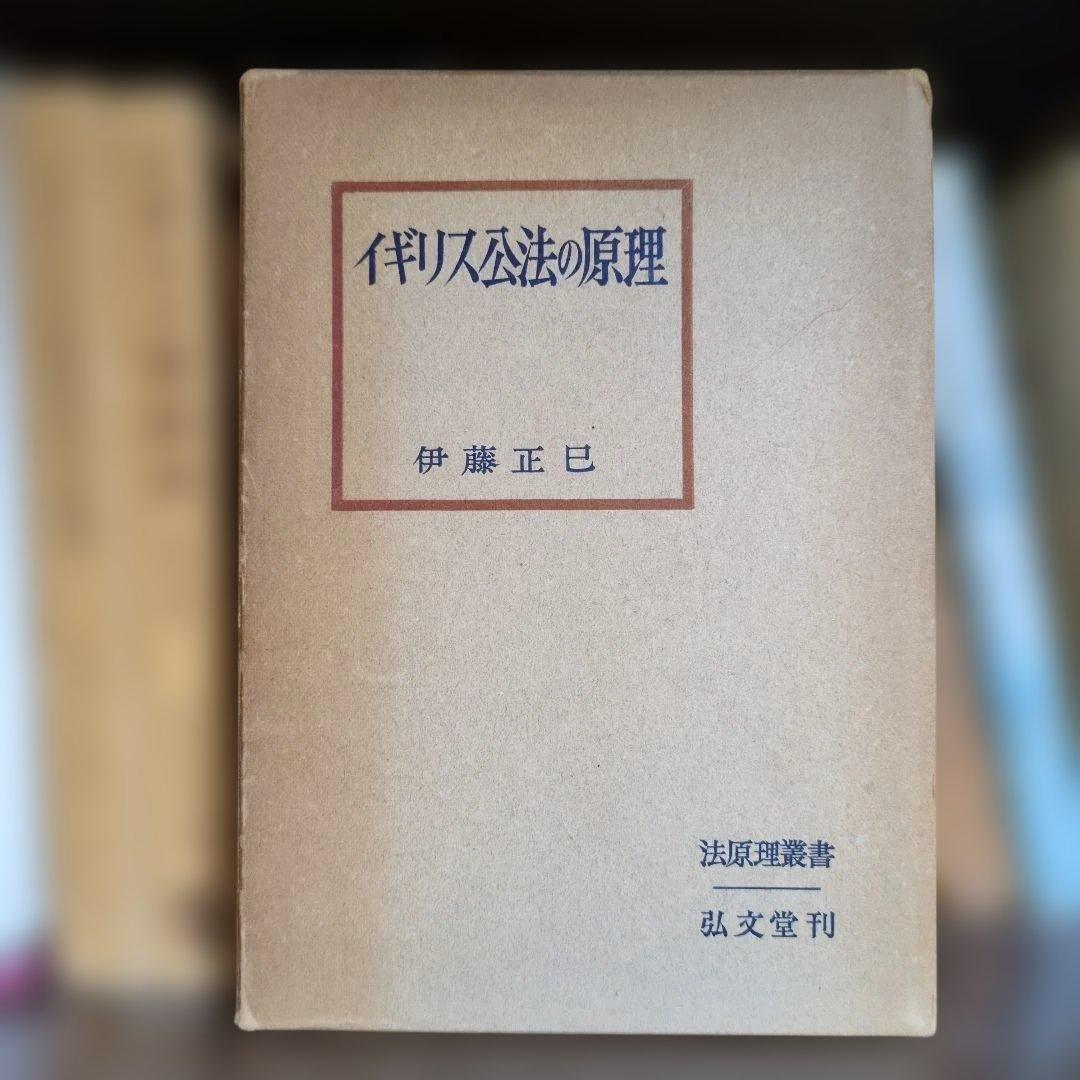 イギリス公法の原理
伊藤正巳
法原理叢書
弘文堂刊